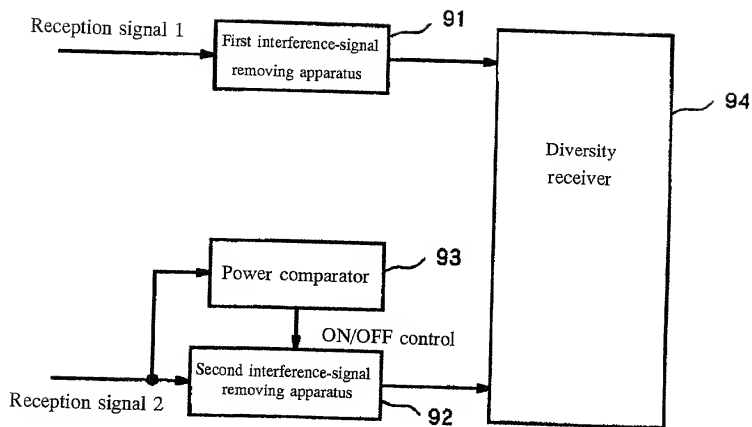 Reception signal 1
First interference-signal
removing apparatus
91
Diversity
receiver
94
Power comparator
93
ON/OFF control
Second interference-signal
removing apparatus
92
Reception signal 2